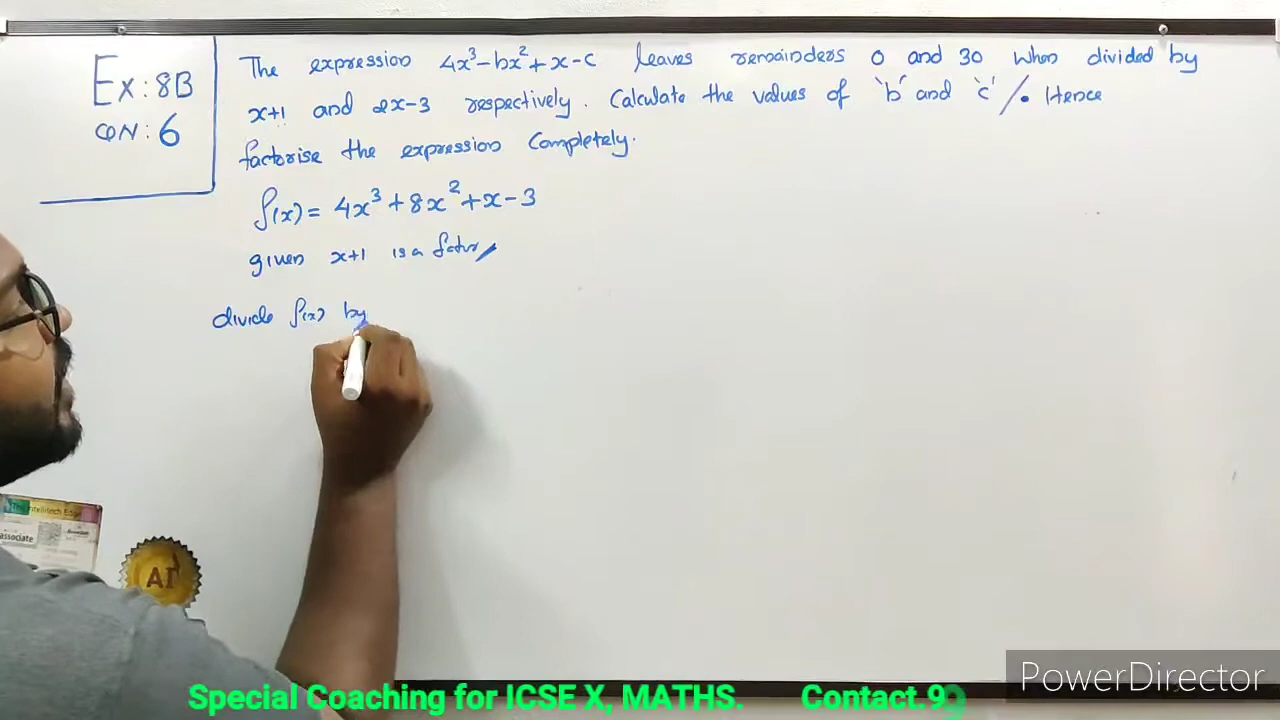 Ex: 8B
QN: 6
The expression 4x³-bx²+x-c leaves remainders 0 and 30 when divided by
x+1 and 2x-3 respectively. Calculate the values of 'b' and 'c' /. Hence
factorise the expression completely.
f(x) = 4x³+8x²+x-3
given x+1 is a factor
divide f(x) by
associate
Special Coaching for ICSE X, MATHS. Contact.99
PowerDirector